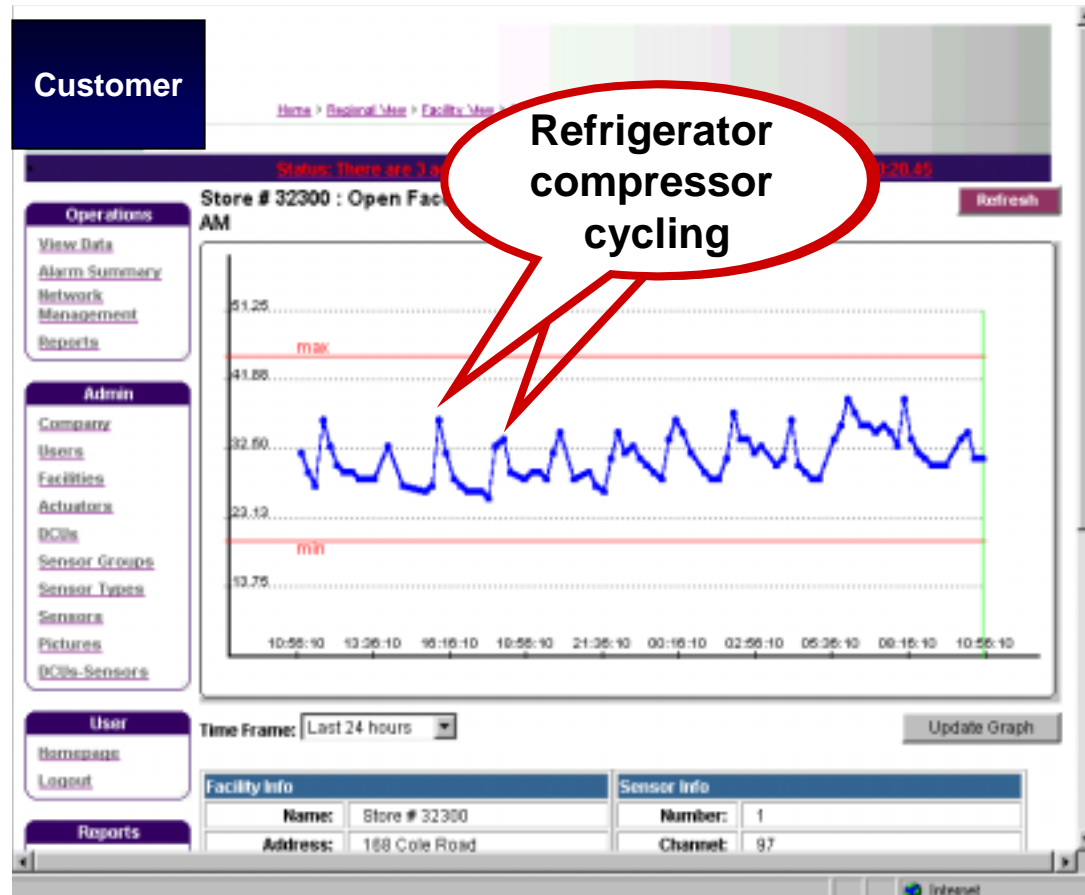 Customer
Home > Regional View > Facility View >
Refrigerator
compressor
cycling
Status: There are 3 20.45
Store # 32300 : Open
AM
Refresh
Operations
View Data
Alarm Summary
Network
Management
Reports
Admin
Company
Users
Facilities
Actuators
DCUs
Sensor Groups
Sensor Types
Sensors
Pictures
DCUs-Sensors
User
Homepage
Logout
Reports
51.25
max
41.88
32.50
23.13
min
13.75
10:56:10 13:36:10 16:16:10 18:56:10 21:36:10 00:16:10 02:56:10 05:36:10 08:16:10 10:56:10
Time Frame: Last 24 hours
Update Graph
Facility Info Sensor Info
Name: Store # 32300 Number: 1
Address: 168 Cole Road Channel: 97
Internet